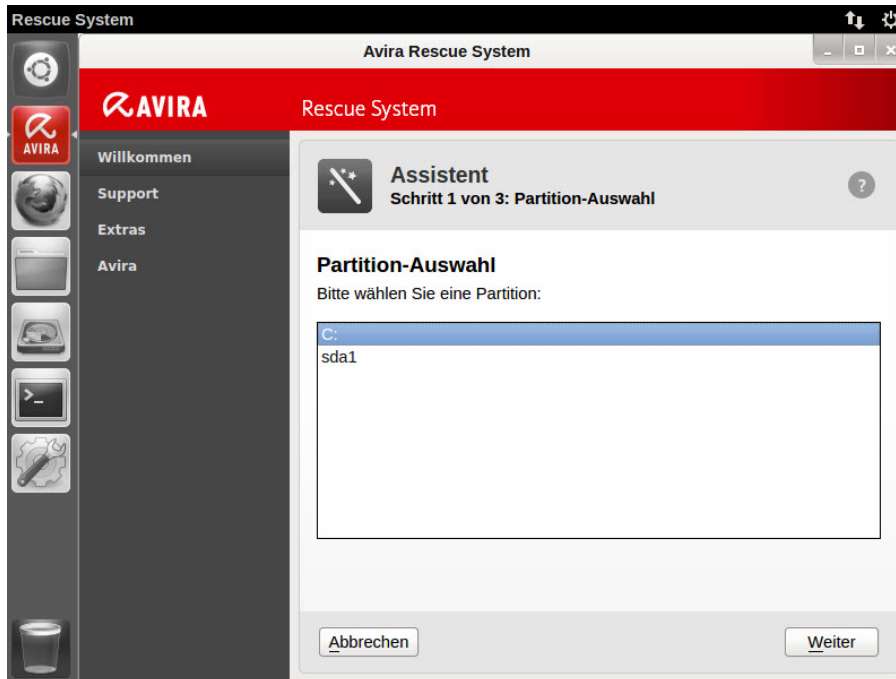 Rescue System
Avira Rescue System
AVIRA
AVIRA
Rescue System
Willkommen
Support
Extras
Avira
Assistent
Schritt 1 von 3: Partition-Auswahl
?
Partition-Auswahl
Bitte wählen Sie eine Partition:
C:
sda1
>_
Abbrechen
Weiter